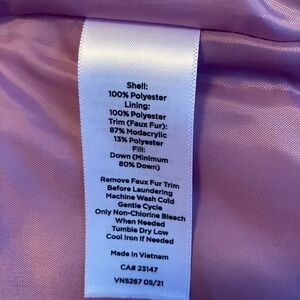 Shell:
100% Polyester
Lining:
100% Polyester
Trim (Faux Fur):
87% Modacrylic
13% Polyester
Fill:
Down (Minimum
80% Down)
Remove Faux Fur Trim
Before Laundering
Machine Wash Cold
Gentle Cycle
Only Non-Chlorine Bleach
When Needed
Tumble Dry Low
Cool Iron if Needed
Made in Vietnam
CA# 23147
VN5267 05/21